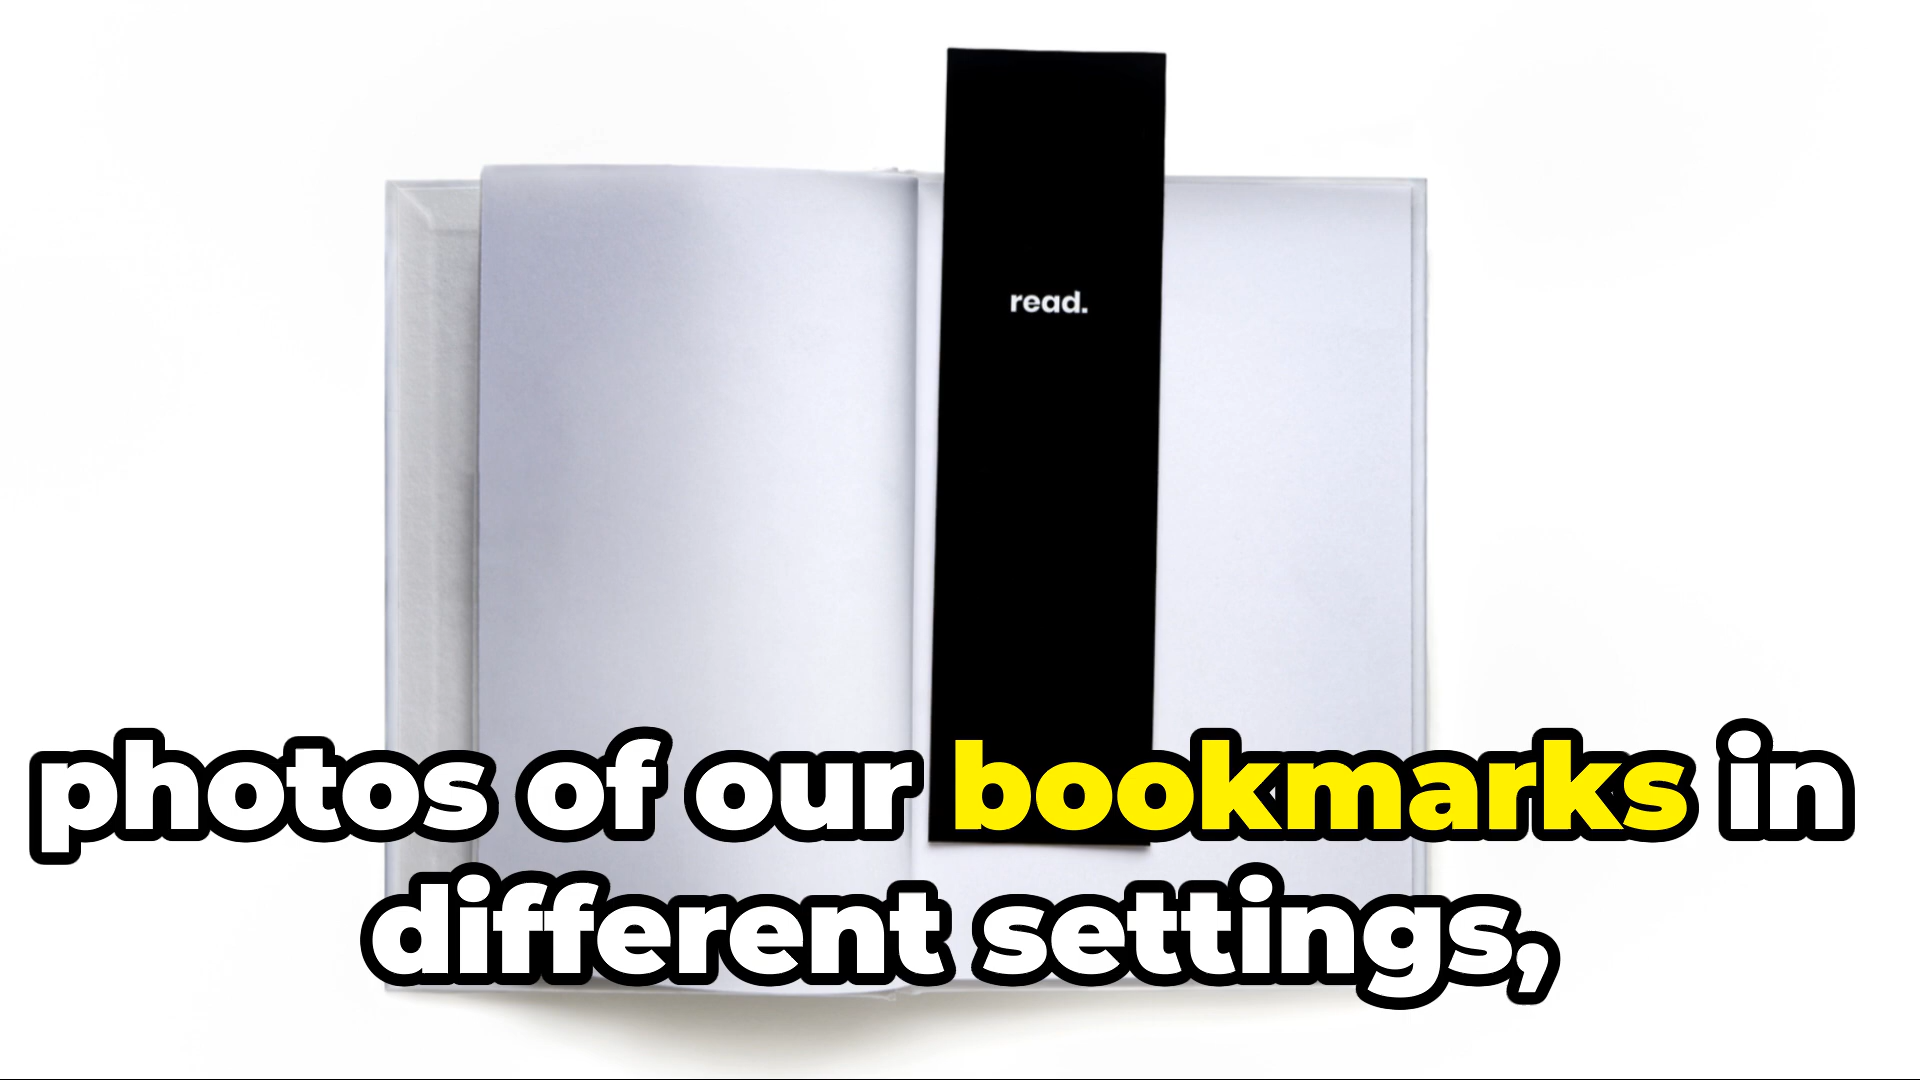 read.
photos of our bookmarks in
different settings,